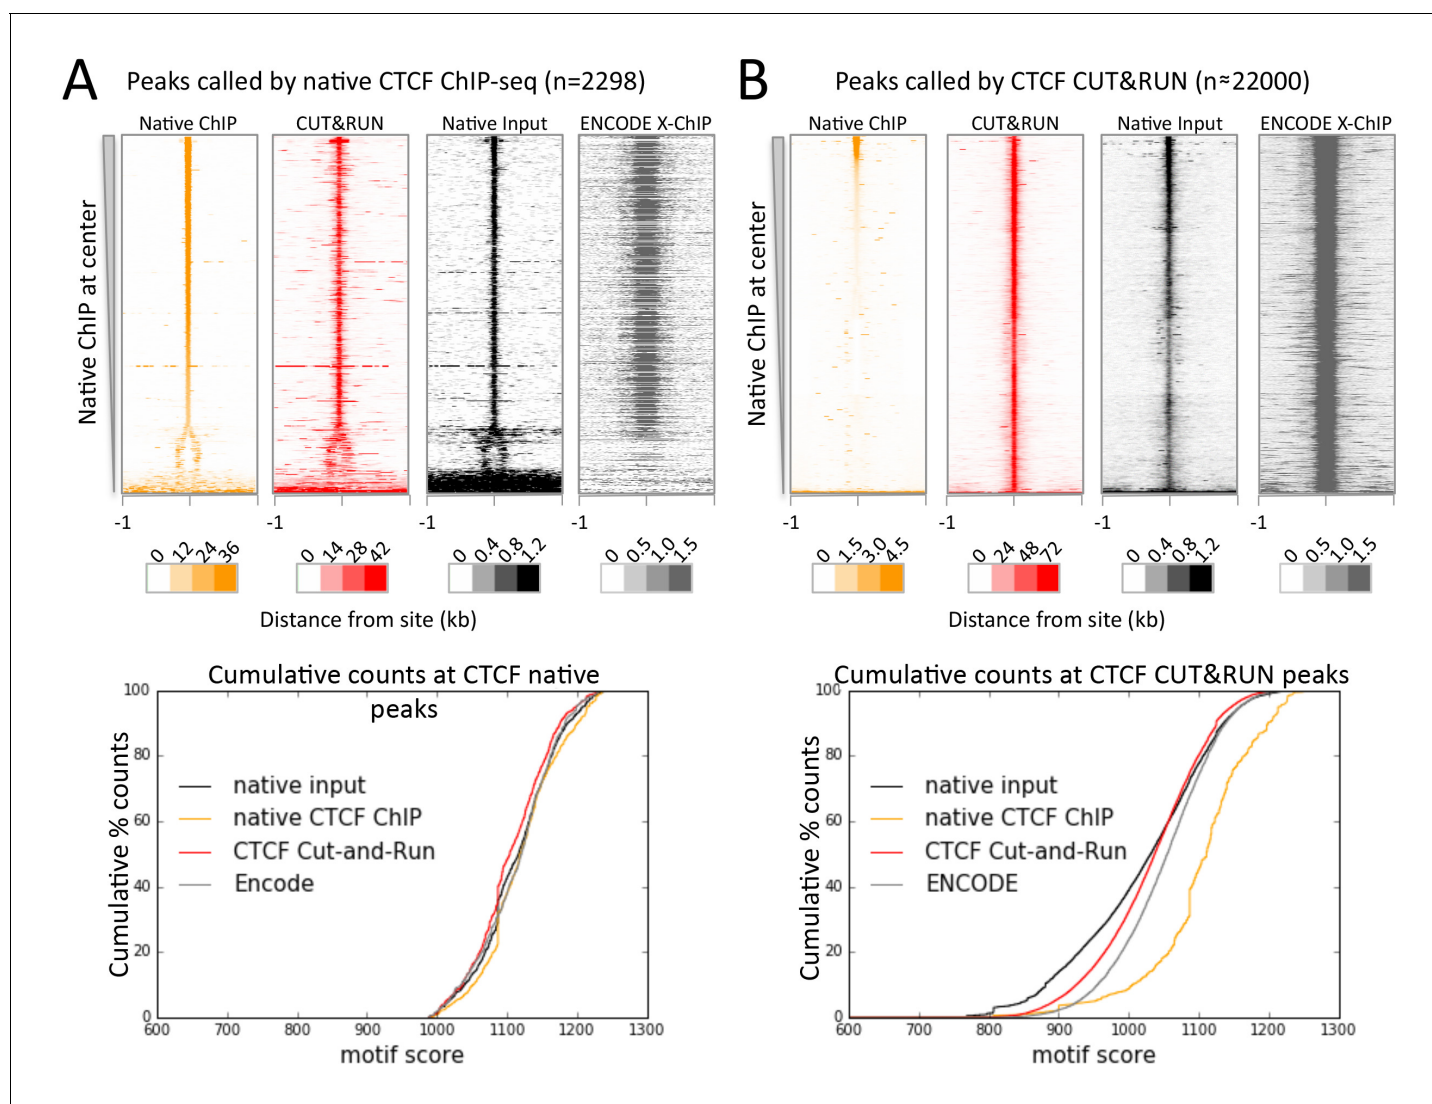 A
Peaks called by native CTCF ChIP-seq (n=2298)
Native ChIP
CUT&RUN
Native Input
ENCODE X-ChIP
Native ChIP at center
-1
-1
-1
-1
0 12 24 36
0 14 28 42
0 0.4 0.8 1.2
0 0.5 1.0 1.5
Distance from site (kb)
B
Peaks called by CTCF CUT&RUN (n≈22000)
Native ChIP
CUT&RUN
Native Input
ENCODE X-ChIP
Native ChIP at center
-1
-1
-1
-1
0 1.5 3.0 4.5
0 24 48 72
0 0.4 0.8 1.2
0 0.5 1.0 1.5
Distance from site (kb)
Cumulative counts at CTCF native
peaks
Cumulative % counts
100
80
60
40
20
0
native input
native CTCF ChIP
CTCF Cut-and-Run
Encode
600 700 800 900 1000 1100 1200 1300
motif score
Cumulative counts at CTCF CUT&RUN peaks
Cumulative % counts
100
80
60
40
20
0
native input
native CTCF ChIP
CTCF Cut-and-Run
ENCODE
600 700 800 900 1000 1100 1200 1300
motif score